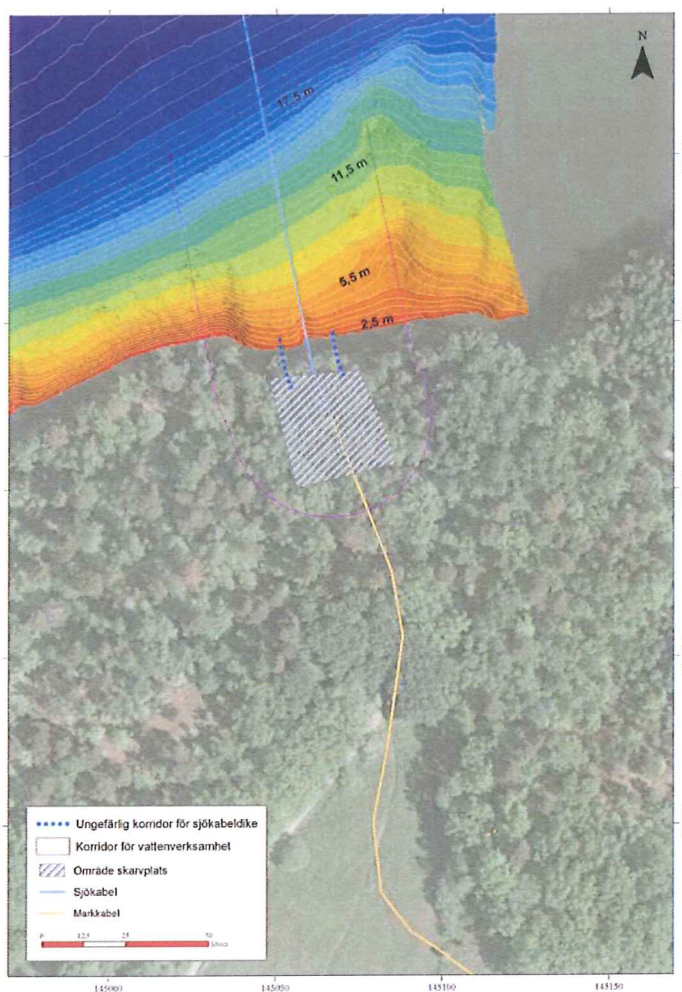 N
17,5 m
11,5 m
5,5 m
2,5 m
Ungefärlig korridor för sjökabeldike
Korridor för vattenverksamhet
Område skarvplats
Sjökabel
Markkabel
0 12,5 25 50
145000 145050 145100 145150